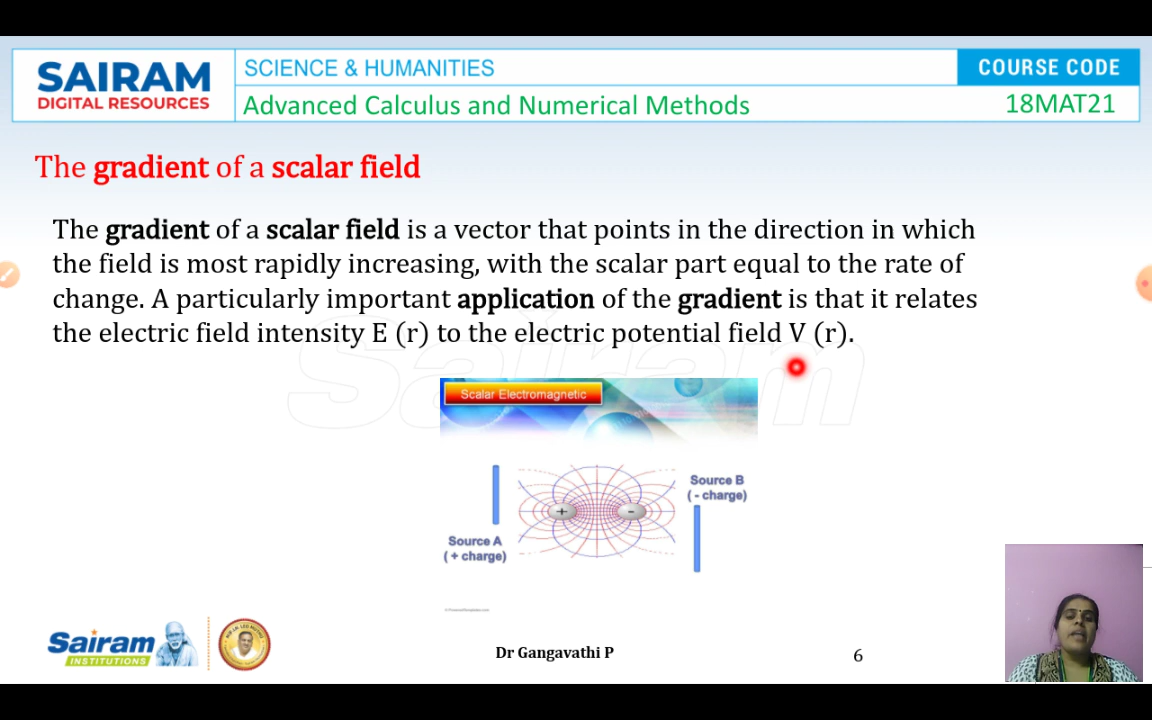 SAIRAM
DIGITAL RESOURCES
SCIENCE & HUMANITIES
COURSE CODE
Advanced Calculus and Numerical Methods
18MAT21
The gradient of a scalar field
The gradient of a scalar field is a vector that points in the direction in which
the field is most rapidly increasing, with the scalar part equal to the rate of
change. A particularly important application of the gradient is that it relates
the electric field intensity E (r) to the electric potential field V (r).
Sairam
Scalar Electromagnetic
+
-
Source B
( - charge)
Source A
( + charge)
Sairam
INSTITUTIONS
Dr Gangavathi P
6